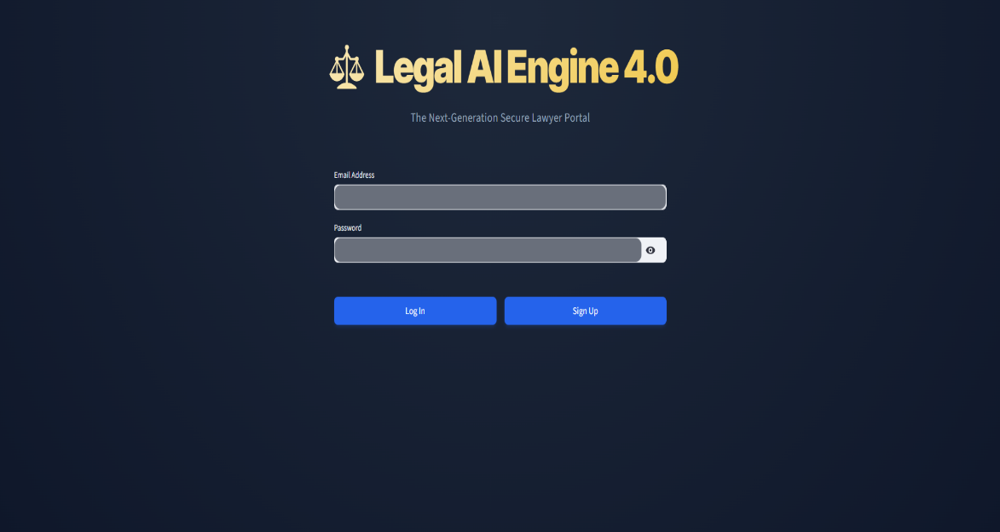 Legal AI Engine 4.0
The Next-Generation Secure Lawyer Portal
Email Address
Password
Log In
Sign Up